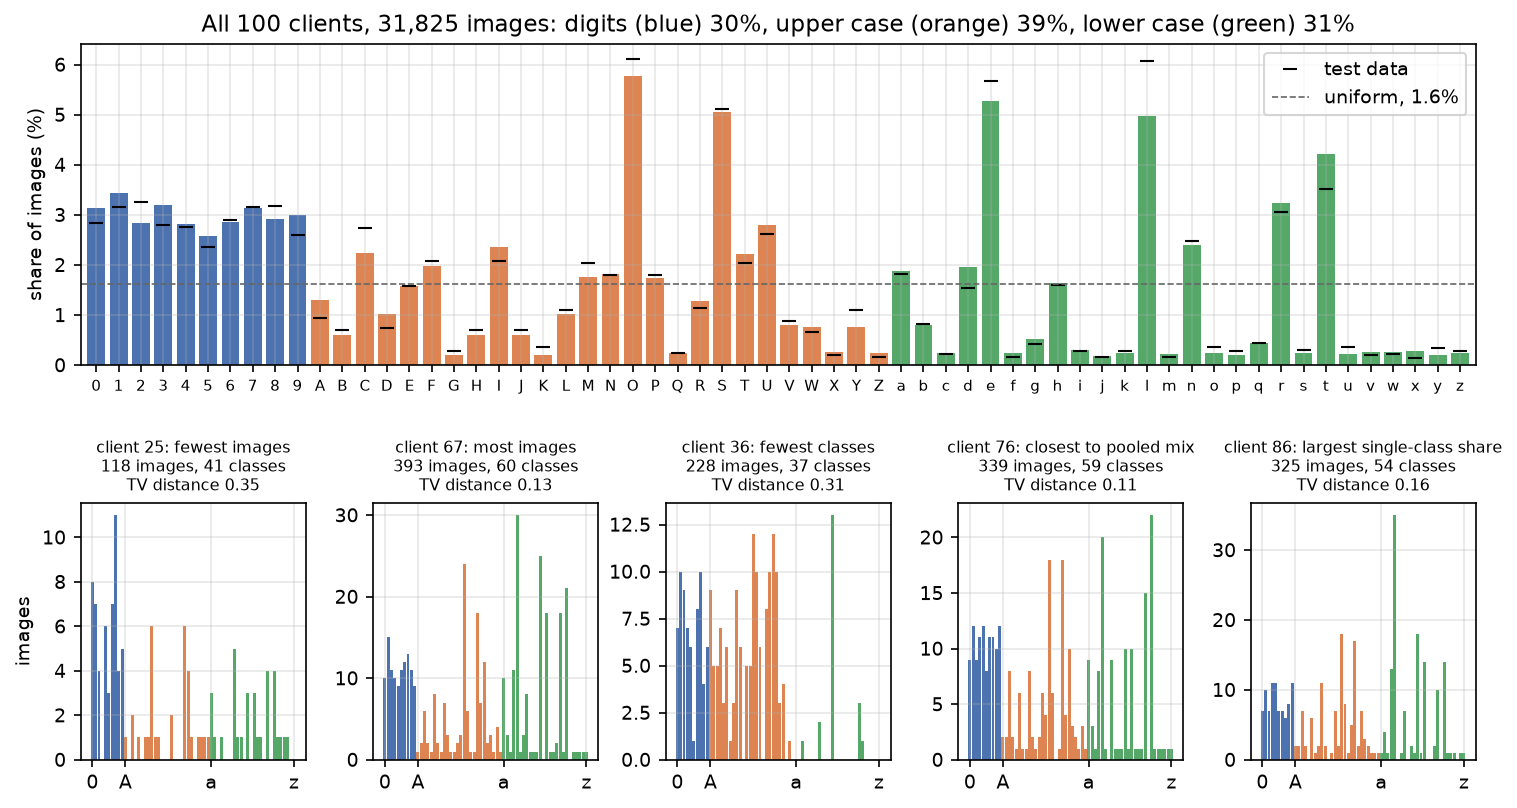 All 100 clients, 31,825 images: digits (blue) 30%, upper case (orange) 39%, lower case (green) 31%
share of images (%)
6
5
4
3
2
1
0
test data
uniform, 1.6%
0 1 2 3 4 5 6 7 8 9 A B C D E F G H I J K L M N O P Q R S T U V W X Y Z a b c d e f g h i j k l m n o p q r s t u v w x y z
client 25: fewest images
118 images, 41 classes
TV distance 0.35
images
10
8
6
4
2
0
0 A a z
client 67: most images
393 images, 60 classes
TV distance 0.13
30
20
10
0
0 A a z
client 36: fewest classes
228 images, 37 classes
TV distance 0.31
12.5
10.0
7.5
5.0
2.5
0.0
0 A a z
client 76: closest to pooled mix
339 images, 59 classes
TV distance 0.11
20
15
10
5
0
0 A a z
client 86: largest single-class share
325 images, 54 classes
TV distance 0.16
30
20
10
0
0 A a z